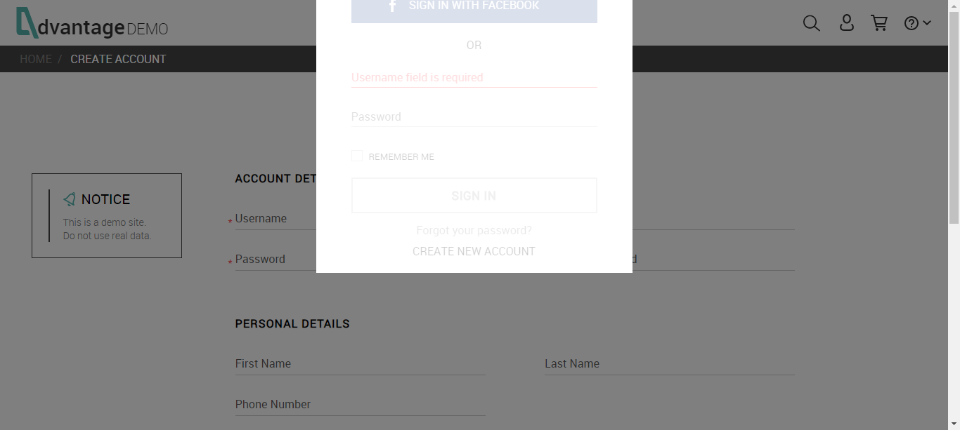 dvantageDEMO
SIGN IN WITH FACEBOOK
HOME / CREATE ACCOUNT
OR
Username field is required
Password
REMEMBER ME
SIGN IN
Forgot your password?
CREATE NEW ACCOUNT
NOTICE
This is a demo site.
Do not use real data.
ACCOUNT DET
* Username
* Password
PERSONAL DETAILS
First Name
Last Name
Phone Number